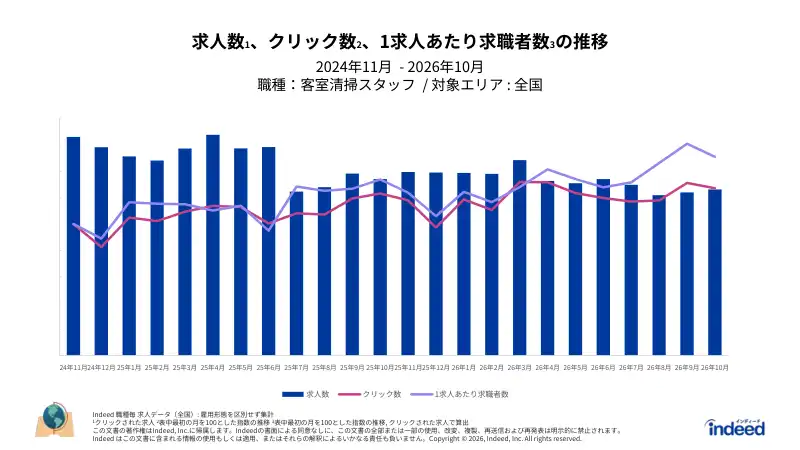 求人数1、クリック数2、1求人あたり求職者数3の推移
2024年11月 - 2026年10月
職種：客室清掃スタッフ / 対象エリア : 全国
24年11月 24年12月 25年1月 25年2月 25年3月 25年4月 25年5月 25年6月 25年7月 25年8月 25年9月 25年10月 25年11月 25年12月 26年1月 26年2月 26年3月 26年4月 26年5月 26年6月 26年7月 26年8月 26年9月 26年10月
求人数 クリック数 1求人あたり求職者数
Indeed 職種毎 求人データ（全国）: 雇用形態を区別せず集計
¹クリックされた求人 ²表中最初の月を100とした指数の推移 ³表中最初の月を100とした指数の推移, クリックされた求人で算出
この文書の著作権はIndeed, Inc.に帰属します。Indeedの書面による同意なしに、この文書の全部または一部の使用、改変、複製、再送信および再発表は明示的に禁止されます。
Indeed はこの文書に含まれる情報の使用もしくは適用、またはそれらの解釈によるいかなる責任も負いません。Copyright © 2026, Indeed, Inc. All rights reserved.
インディード
indeed